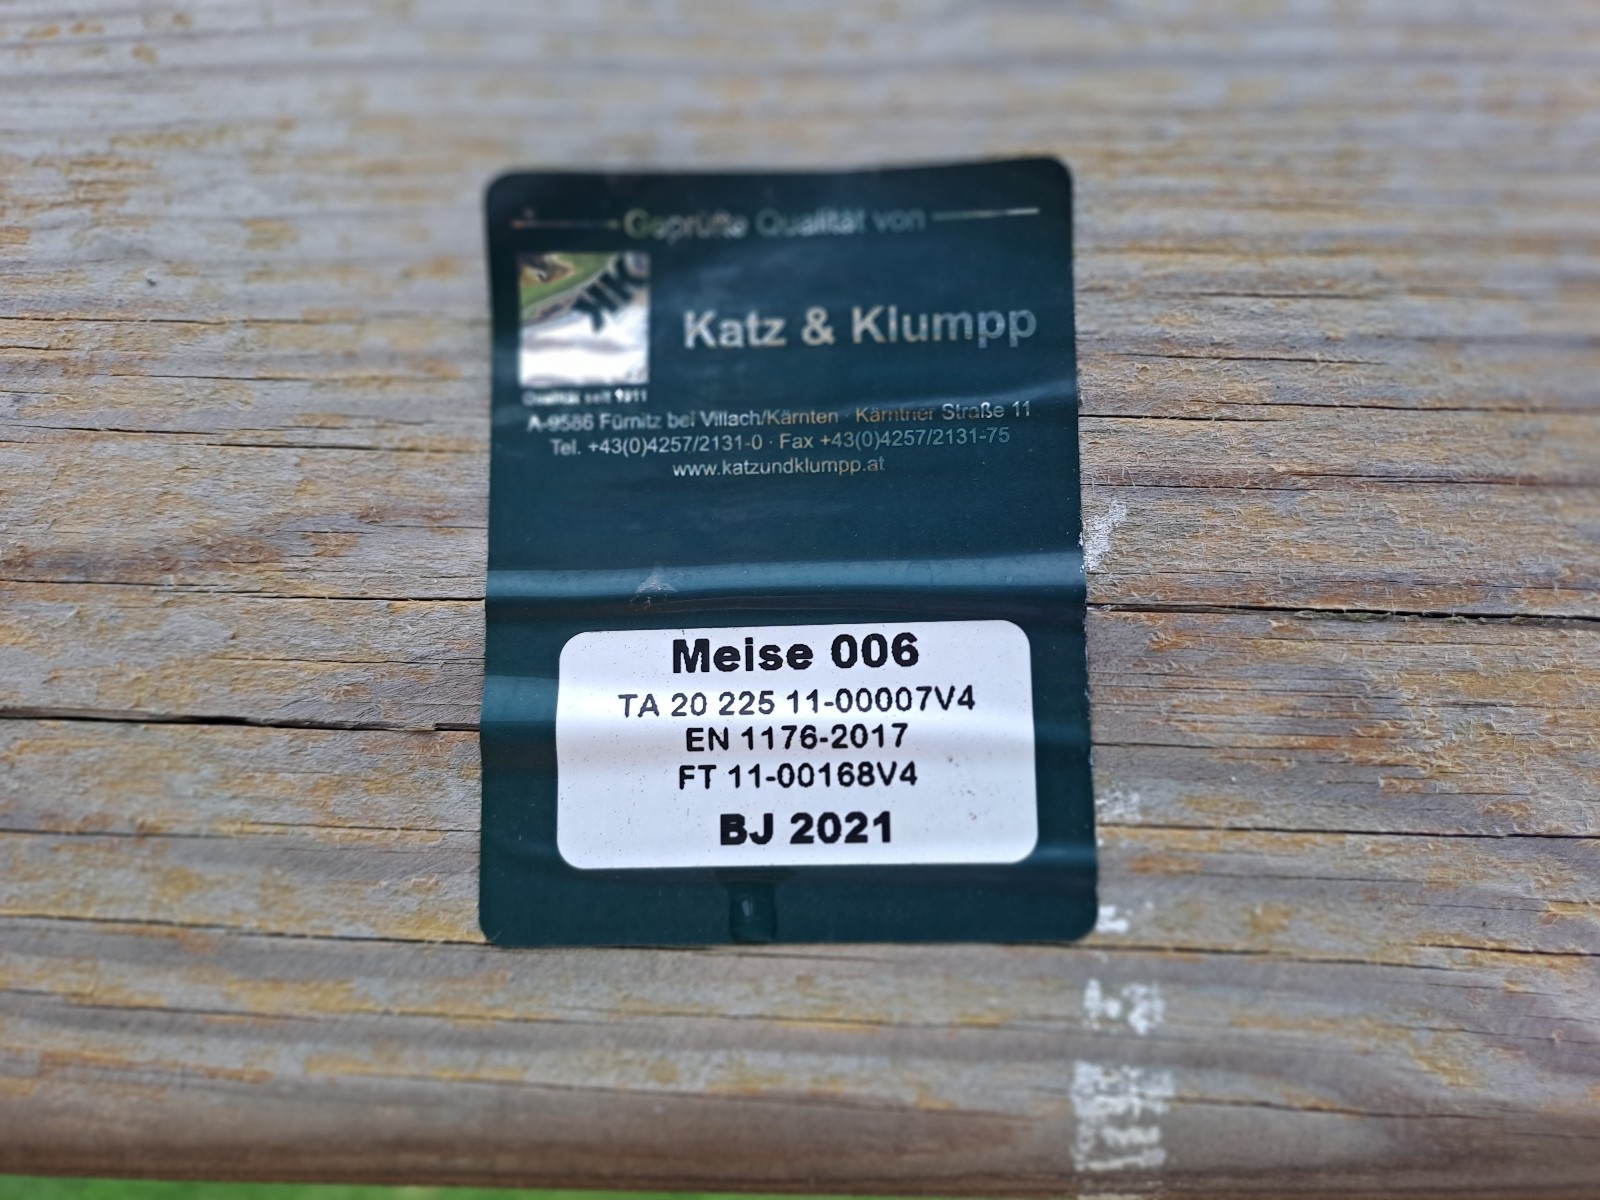 Geprüfte Qualität von
Katz & Klumpp
Qualität seit 1911
A-9586 Fürnitz bei Villach/Kärnten · Kärntner Straße 11
Tel. +43(0)4257/2131-0 · Fax +43(0)4257/2131-75
www.katzundklumpp.at
Meise 006
TA 20 225 11-00007V4
EN 1176-2017
FT 11-00168V4
BJ 2021